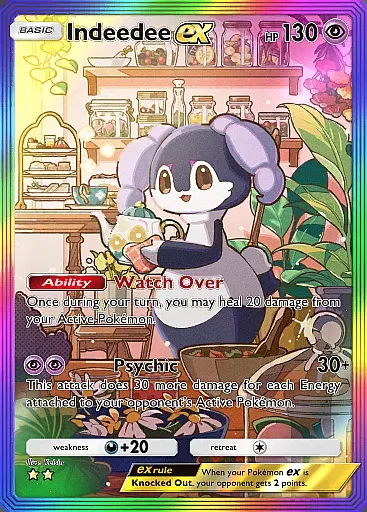 BASIC Indeedee ex HP 130
Ability Watch Over
Once during your turn, you may heal 20 damage from
your Active Pokémon.
Psychic 30+
This attack does 30 more damage for each Energy
attached to your opponent's Active Pokémon.
weakness +20 retreat
ex rule When your Pokémon ex is
Knocked Out, your opponent gets 2 points.